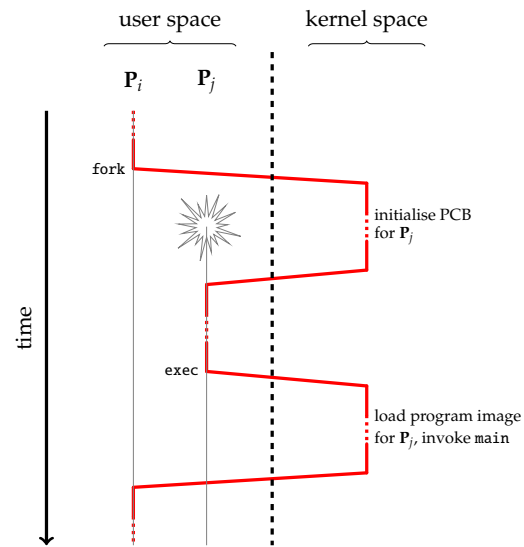 user space
kernel space
P_i
P_j
fork
initialise PCB
for P_j
time
exec
load program image
for P_j, invoke main